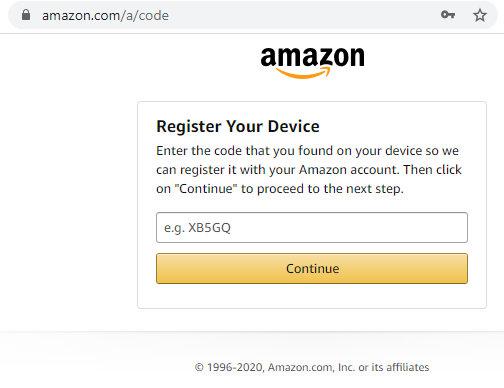 amazon.com/a/code
amazon
Register Your Device
Enter the code that you found on your device so we
can register it with your Amazon account. Then click
on "Continue" to proceed to the next step.
e.g. XB5GQ
Continue
© 1996-2020, Amazon.com, Inc. or its affiliates